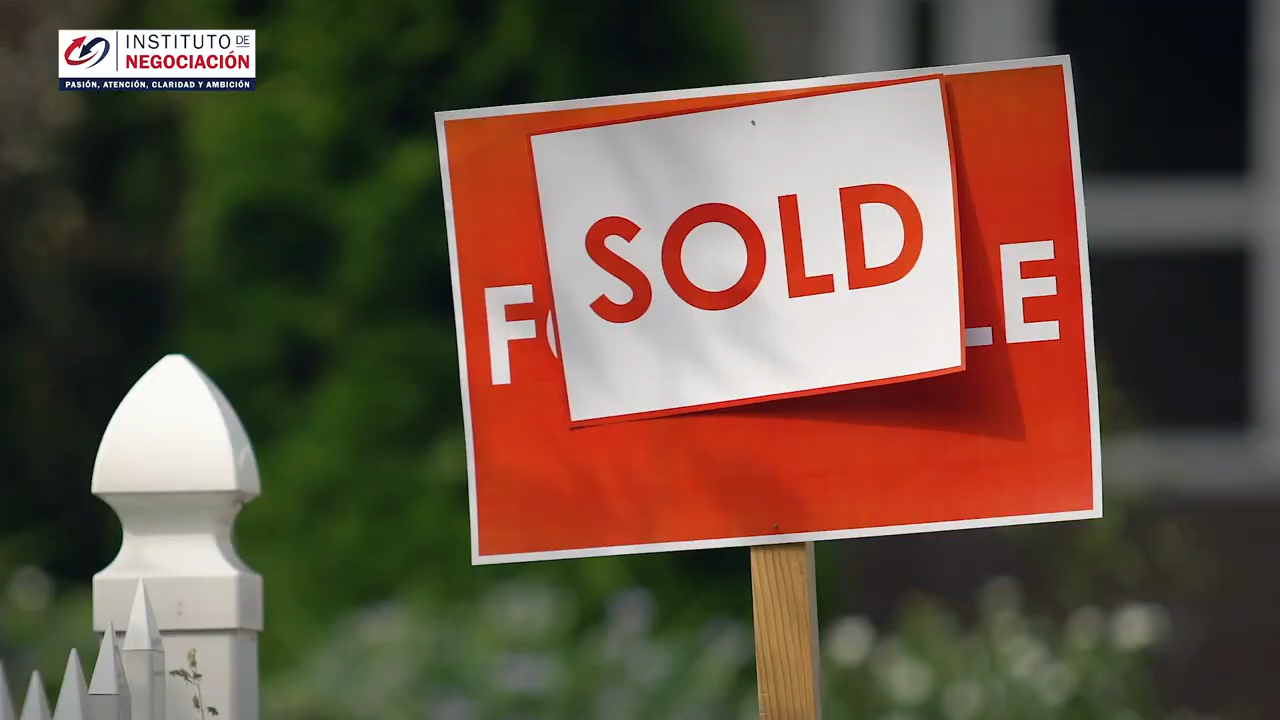 INSTITUTO DE
NEGOCIACIÓN
PASIÓN, ATENCIÓN, CLARIDAD Y AMBICIÓN
SOLD
F LE